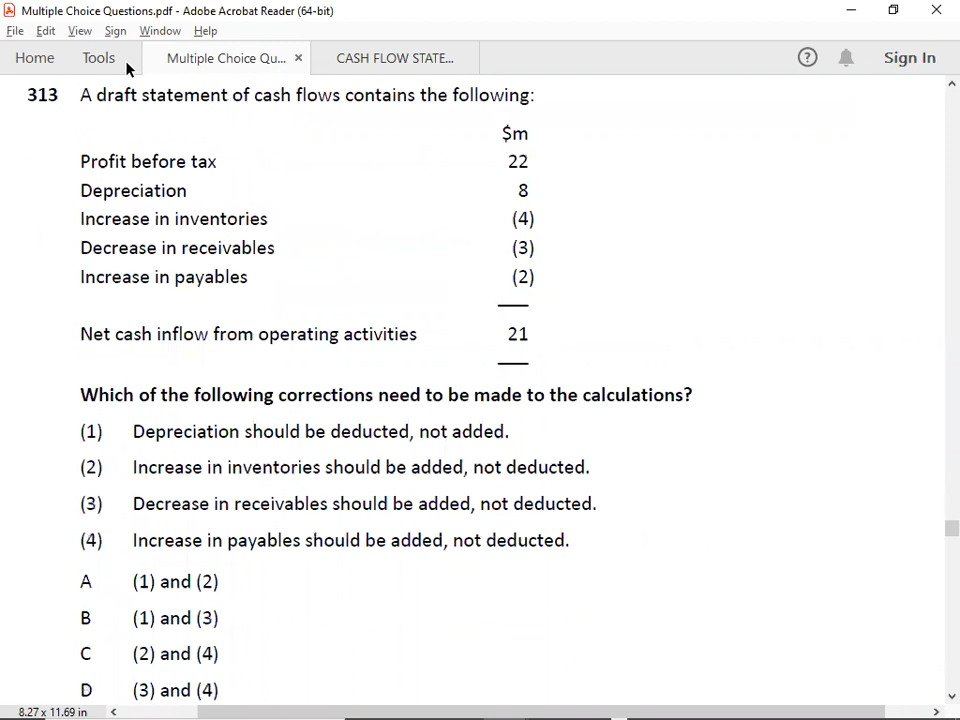 Multiple Choice Questions.pdf - Adobe Acrobat Reader (64-bit)
File Edit View Sign Window Help
Home Tools Multiple Choice Qu... × CASH FLOW STATE... ? Sign In
313 A draft statement of cash flows contains the following:
$m
Profit before tax 22
Depreciation 8
Increase in inventories (4)
Decrease in receivables (3)
Increase in payables (2)
Net cash inflow from operating activities 21
Which of the following corrections need to be made to the calculations?
(1) Depreciation should be deducted, not added.
(2) Increase in inventories should be added, not deducted.
(3) Decrease in receivables should be added, not deducted.
(4) Increase in payables should be added, not deducted.
A (1) and (2)
B (1) and (3)
C (2) and (4)
D (3) and (4)
8.27 x 11.69 in